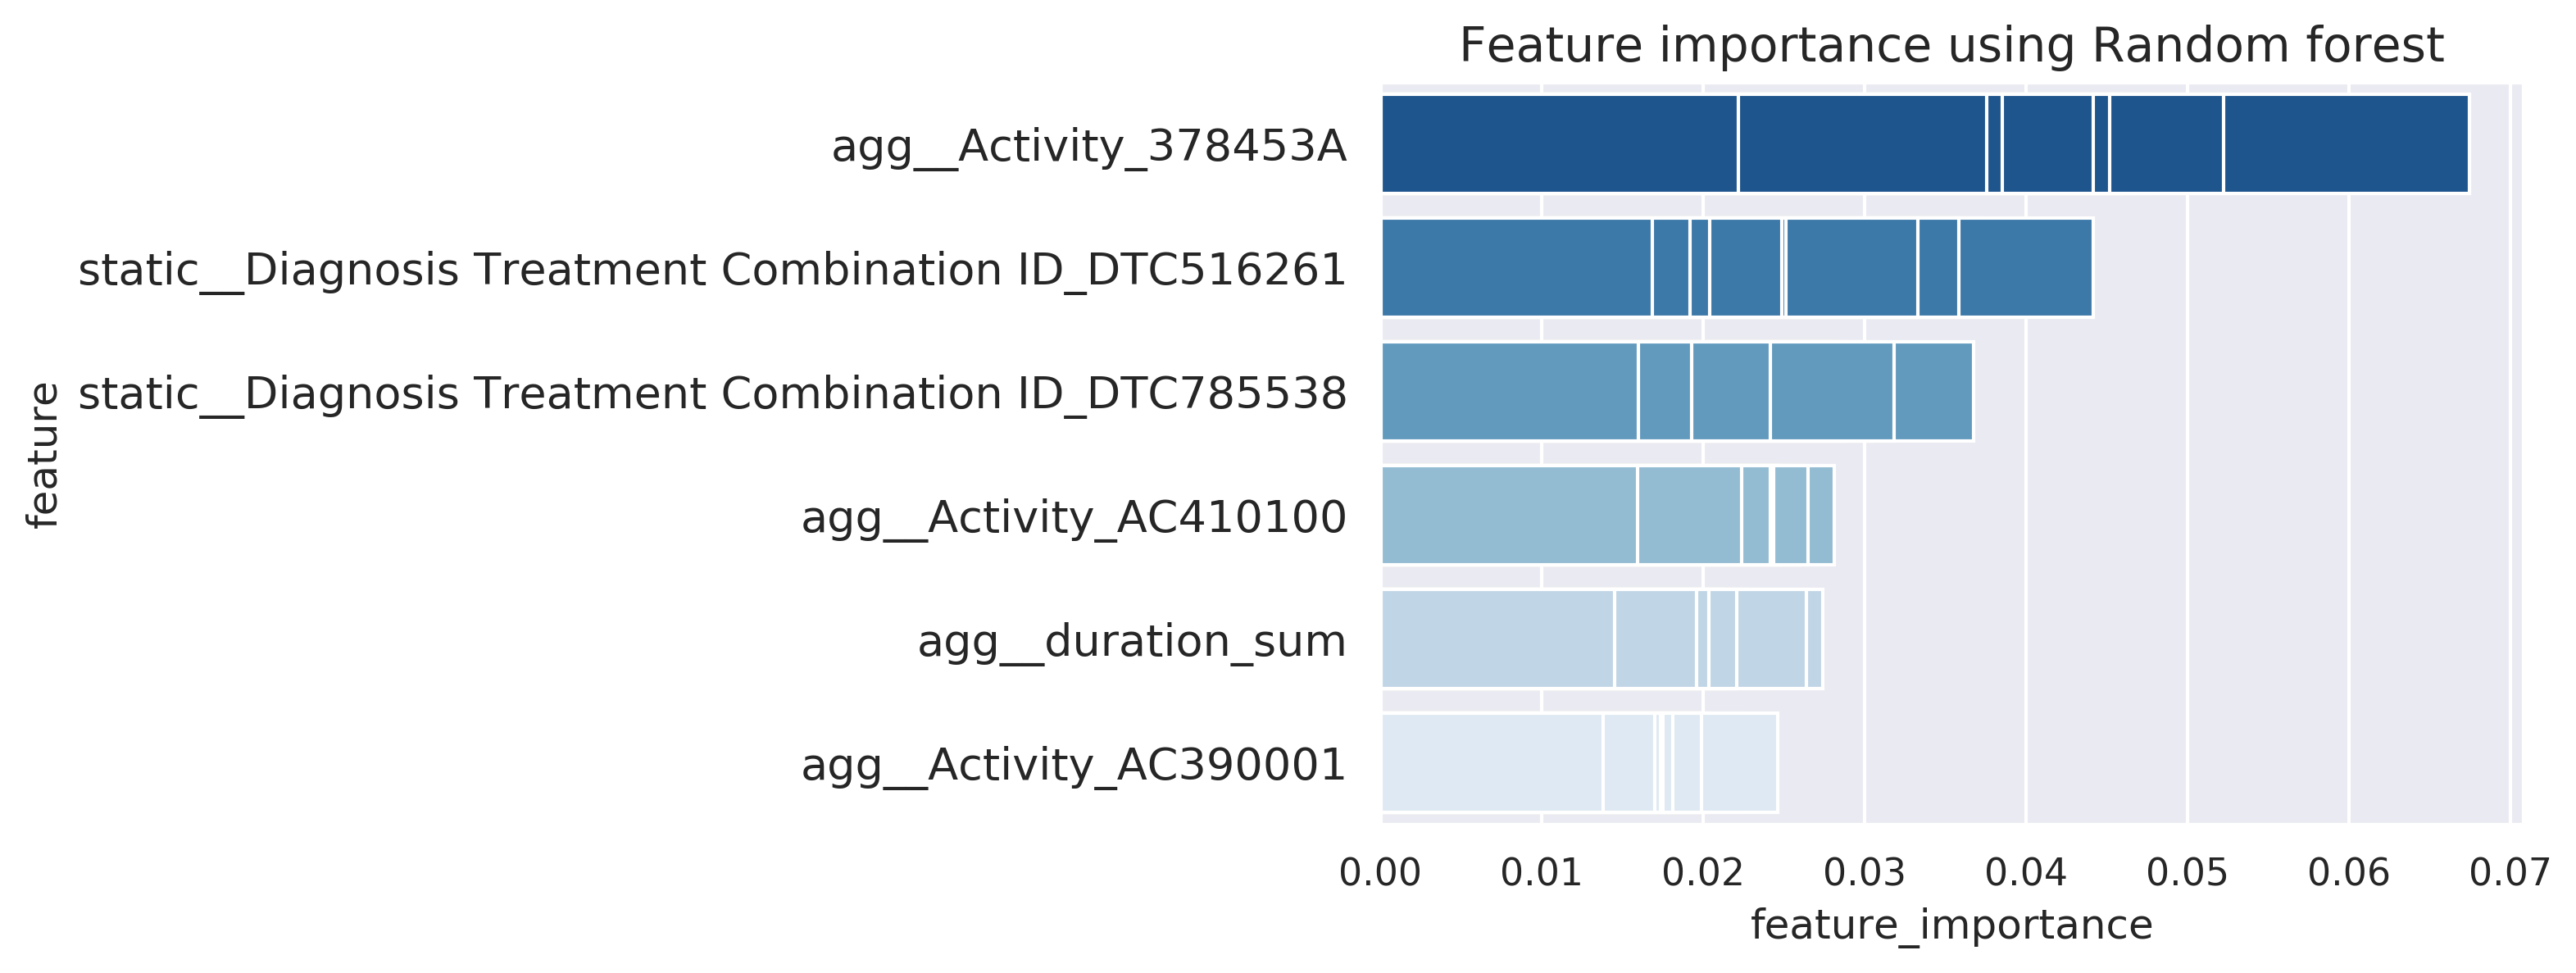 Feature importance using Random forest
feature
agg__Activity_378453A
static__Diagnosis Treatment Combination ID_DTC516261
static__Diagnosis Treatment Combination ID_DTC785538
agg__Activity_AC410100
agg__duration_sum
agg__Activity_AC390001
0.00 0.01 0.02 0.03 0.04 0.05 0.06 0.07
feature_importance